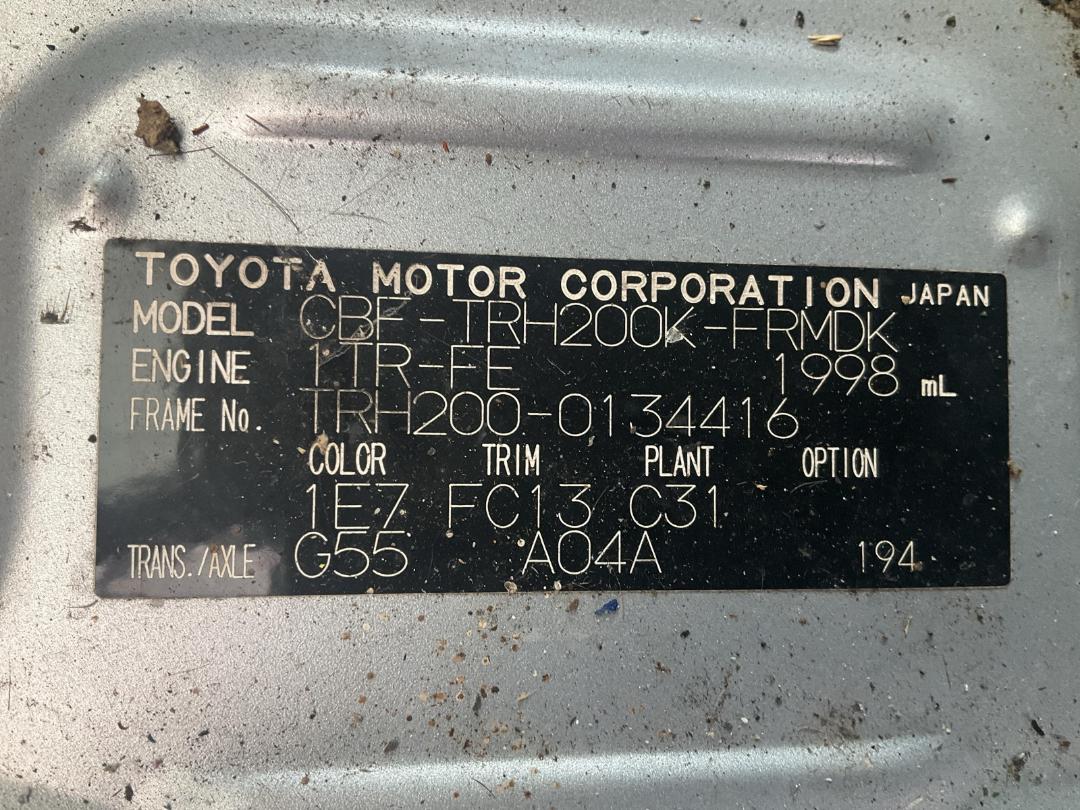 TOYOTA MOTOR CORPORATION JAPAN
MODEL CBF-TRH200K-FRMDK
ENGINE 1TR-FE 1998 mL
FRAME No. TRH200-0134416
COLOR TRIM PLANT OPTION
1E7 FC13 C31
TRANS./AXLE G55 A04A 194